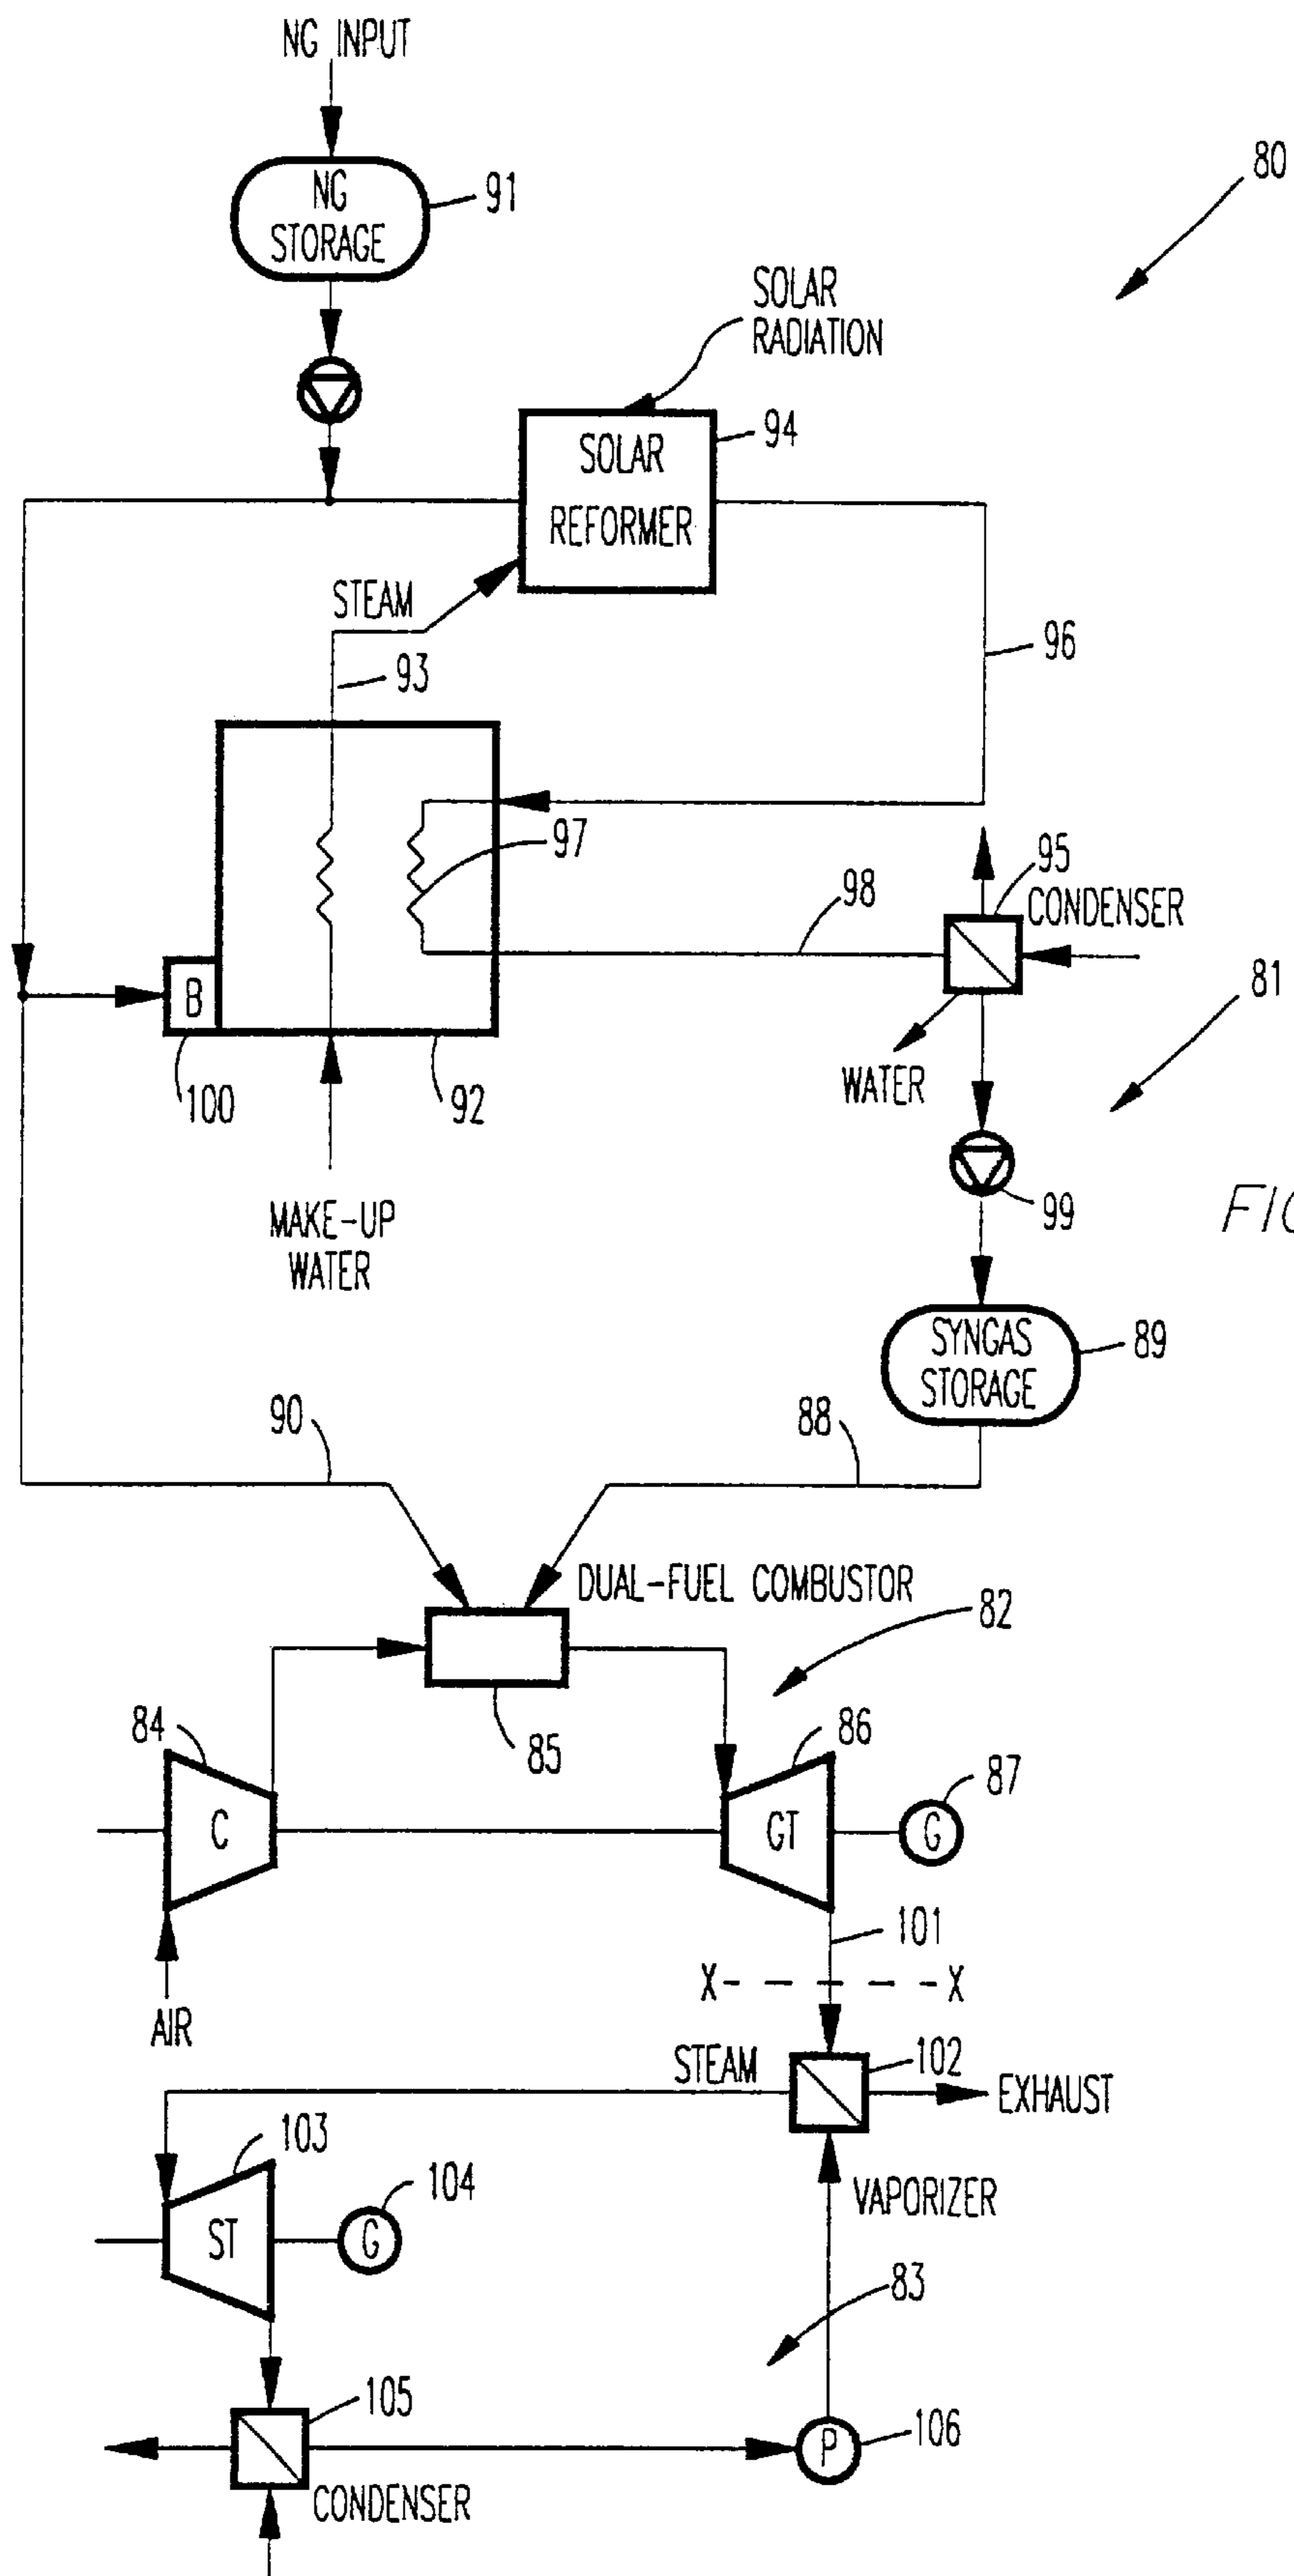 NG INPUT
NG
STORAGE
91
80
SOLAR
RADIATION
94
SOLAR
REFORMER
STEAM
93
96
97
95
CONDENSER
98
B
81
WATER
100
92
99
MAKE-UP
WATER
FIG
SYNGAS
STORAGE
89
90
88
DUAL-FUEL COMBUSTOR
82
84
85
86
87
C
GT
G
101
X
X
AIR
STEAM
102
EXHAUST
103
104
VAPORIZER
ST
G
83
105
P
106
CONDENSER